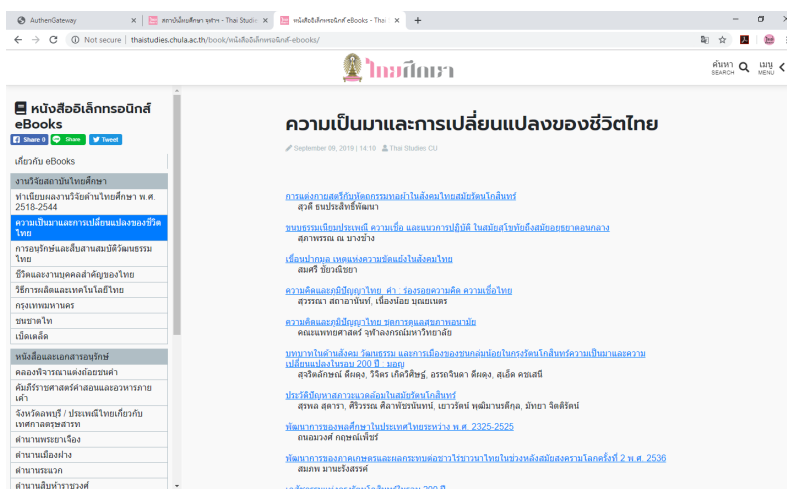 AuthenGateway
สถาบันไทยศึกษา จุฬาฯ - Thai Studie
หนังสืออิเล็กทรอนิกส์ eBooks - Thai
Not secure | thaistudies.chula.ac.th/book/หนังสืออิเล็กทรอนิกส์-ebooks/
ไทยศึกษา
ค้นหา
SEARCH
เมนู
MENU
หนังสืออิเล็กทรอนิกส์
eBooks
Share 0
Share
Tweet
เกี่ยวกับ eBooks
งานวิจัยสถาบันไทยศึกษา
ทำเนียบผลงานวิจัยด้านไทยศึกษา พ.ศ.
2518-2544
ความเป็นมาและการเปลี่ยนแปลงของชีวิต
ไทย
การอนุรักษ์และสืบสานสมบัติวัฒนธรรม
ไทย
ชีวิตและงานบุคคลสำคัญของไทย
วิธีการผลิตและเทคโนโลยีไทย
กรุงเทพมหานคร
ชนชาติไท
เบ็ดเตล็ด
หนังสือและเอกสารอนุรักษ์
คลองพิจารณาแต่งถ้อยชนคำ
คัมภีร์ราชศาสตร์คำสอนและอวหารภาย
เค้า
จังหวัดลพบุรี / ประเพณีไทยเกี่ยวกับ
เทศกาลตรุษสารท
ตำนานพระยาเจือง
ตำนานเมืองฝาง
ตำนานระแวก
ตำนานสิบห้าราชวงศ์
ความเป็นมาและการเปลี่ยนแปลงของชีวิตไทย
September 09, 2019 | 14:10
Thai Studies CU
การแต่งกายสตรีกับหัตถกรรมทอผ้าในสังคมไทยสมัยรัตนโกสินทร์
สุวดี ธนประสิทธิ์พัฒนา
ขนบธรรมเนียมประเพณี ความเชื่อ และแนวการปฏิบัติ ในสมัยสุโขทัยถึงสมัยอยุธยาตอนกลาง
สุภาพรรณ ณ บางช้าง
เขื่อนปากมูล เหตุแห่งความขัดแย้งในสังคมไทย
สมศรี ชัยวณิชยา
ความคิดและภูมิปัญญาไทย คำ : ร่องรอยความคิด ความเชื่อไทย
สุวรรณา สถาอานันท์, เนื่องน้อย บุณยเนตร
ความคิดและภูมิปัญญาไทย ชุดการดูแลสุขภาพอนามัย
คณะแพทยศาสตร์ จุฬาลงกรณ์มหาวิทยาลัย
บทบาทในด้านสังคม วัฒนธรรม และการเมืองของชนกลุ่มน้อยในกรุงรัตนโกสินทร์ความเป็นมาและความ
เปลี่ยนแปลงในรอบ 200 ปี : มอญ
สุจริตลักษณ์ ดีผดุง, วิจิตร เกิดวิสิษฐ์, อรรถจินดา ดีผดุง, สุเอ็ด คชเสนี
ประวัติปัญหาสภาวะแวดล้อมในสมัยรัตนโกสินทร์
สุรพล สุดารา, ศิริวรรณ ศิลาพัชรนันทน์, เยาวรัตน์ พุฒิมานรดีกุล, มัทยา จิตติรัตน์
พัฒนาการของพลศึกษาในประเทศไทยระหว่าง พ.ศ. 2325-2525
ถนอมวงศ์ กฤษณ์เพ็ชร์
พัฒนาการของภาคเกษตรและผลกระทบต่อชาวไร่ชาวนาไทยในช่วงหลังสมัยสงครามโลกครั้งที่ 2 พ.ศ. 2536
สมภพ มานะรังสรรค์
เภสัชกรรมแห่งกรุงรัตนโกสินทร์ในรอบ 200 ปี